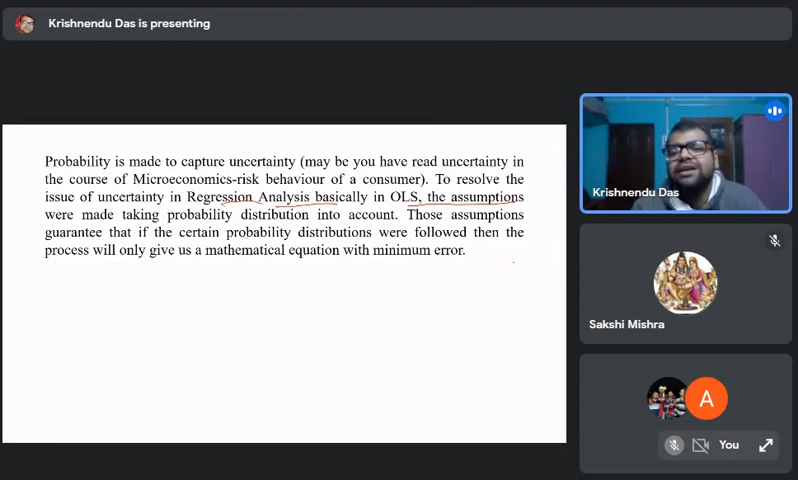 Krishnendu Das is presenting
Probability is made to capture uncertainty (may be you have read uncertainty in
the course of Microeconomics-risk behaviour of a consumer). To resolve the
issue of uncertainty in Regression Analysis basically in OLS, the assumptions
were made taking probability distribution into account. Those assumptions
guarantee that if the certain probability distributions were followed then the
process will only give us a mathematical equation with minimum error.
Krishnendu Das
Sakshi Mishra
A
You